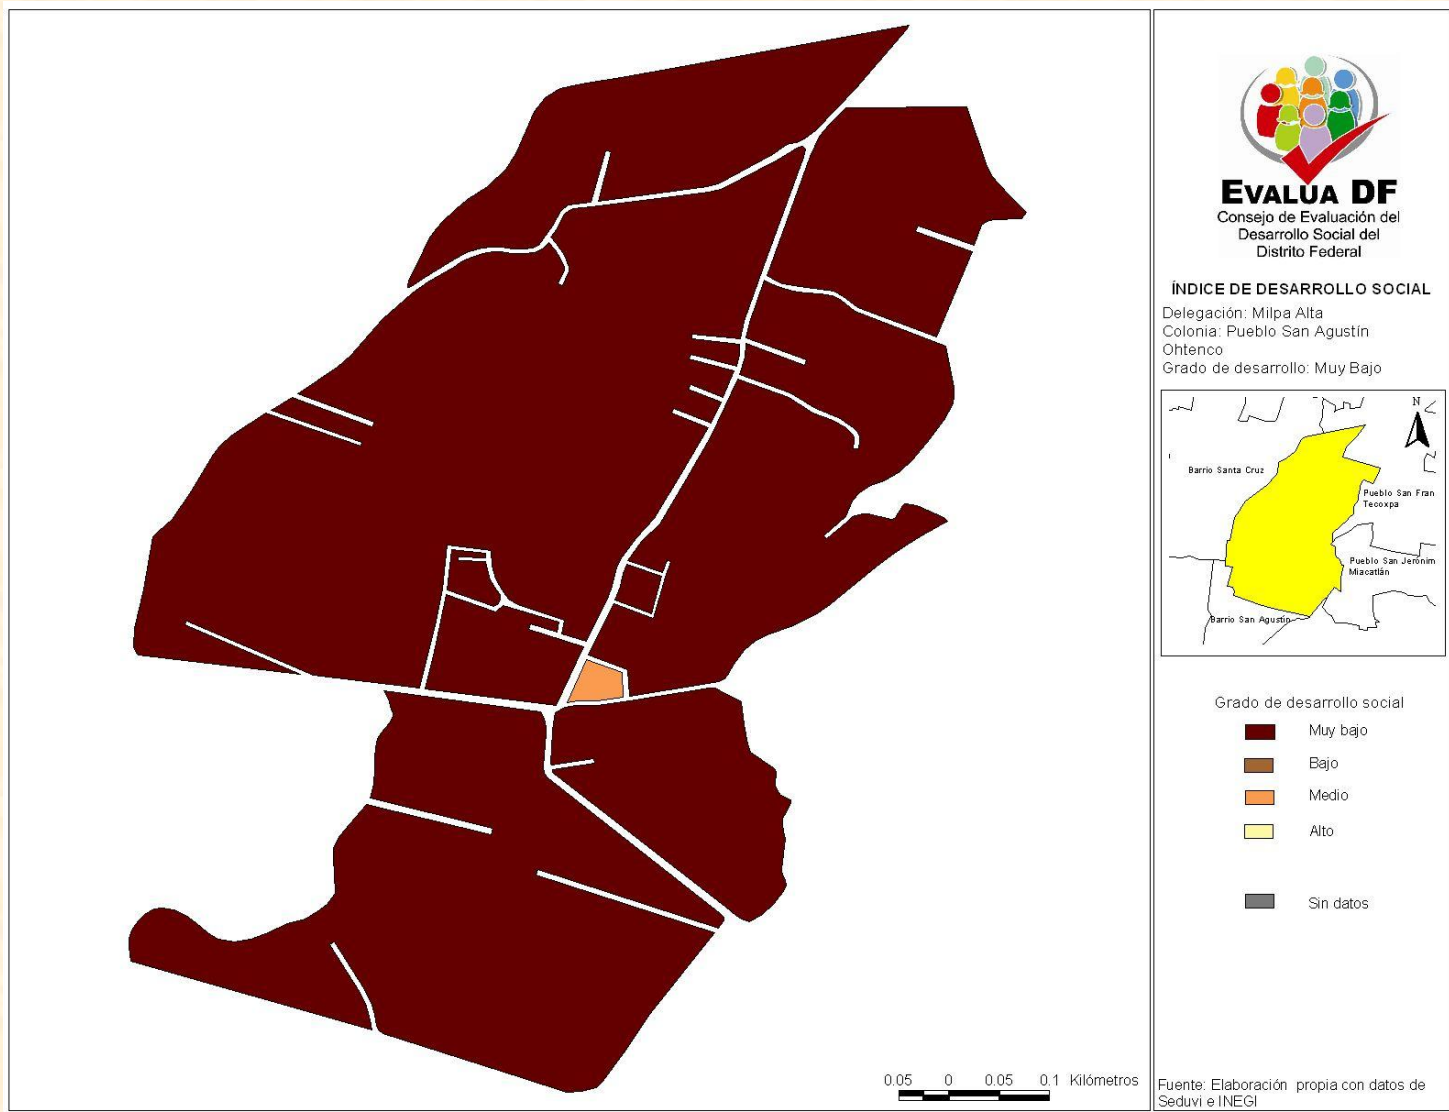 EVALUA DF
Consejo de Evaluación del
Desarrollo Social del
Distrito Federal
ÍNDICE DE DESARROLLO SOCIAL
Delegación: Milpa Alta
Colonia: Pueblo San Agustín
Ohtenco
Grado de desarrollo: Muy Bajo
N
Barrio Santa Cruz
Pueblo San Fran
Tecoxpa
Pueblo San Jerónim
Miacatlán
Barrio San Agustín
Grado de desarrollo social
Muy bajo
Bajo
Medio
Alto
Sin datos
0.05 0 0.05 0.1 Kilómetros
Fuente: Elaboración propia con datos de
Seduvi e INEGI